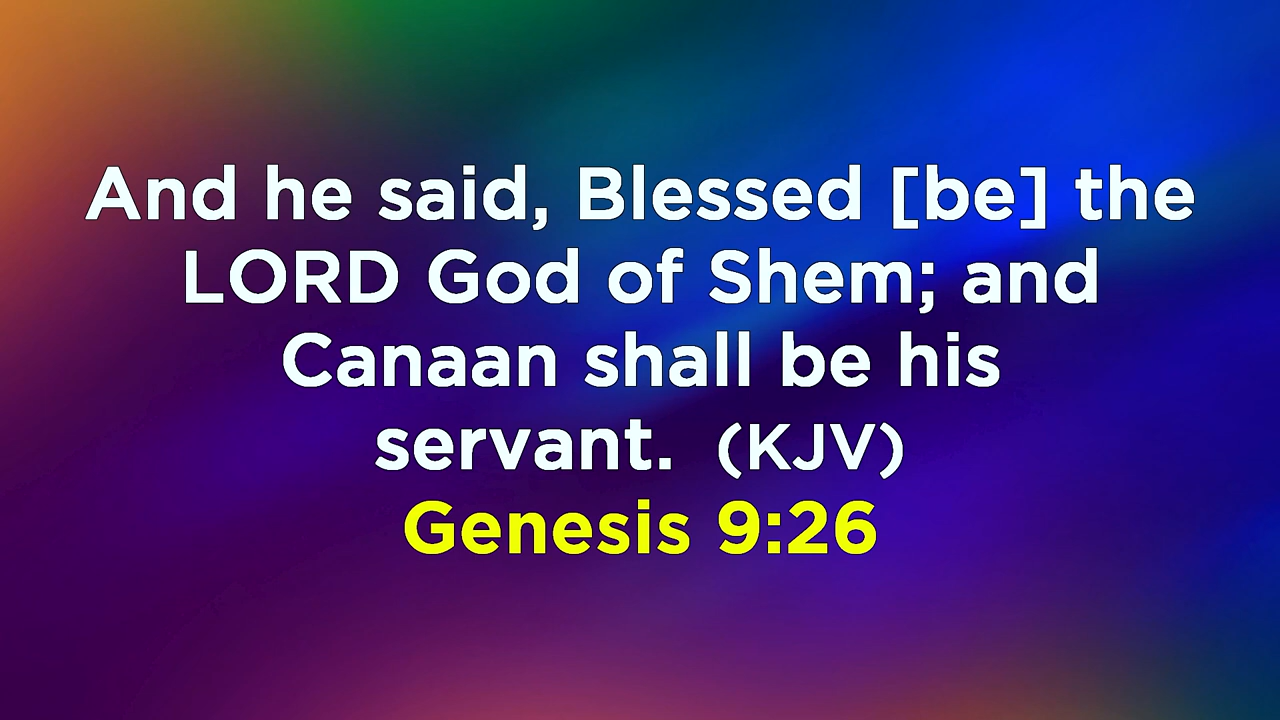 And he said, Blessed [be] the
LORD God of Shem; and
Canaan shall be his
servant. (KJV)
Genesis 9:26